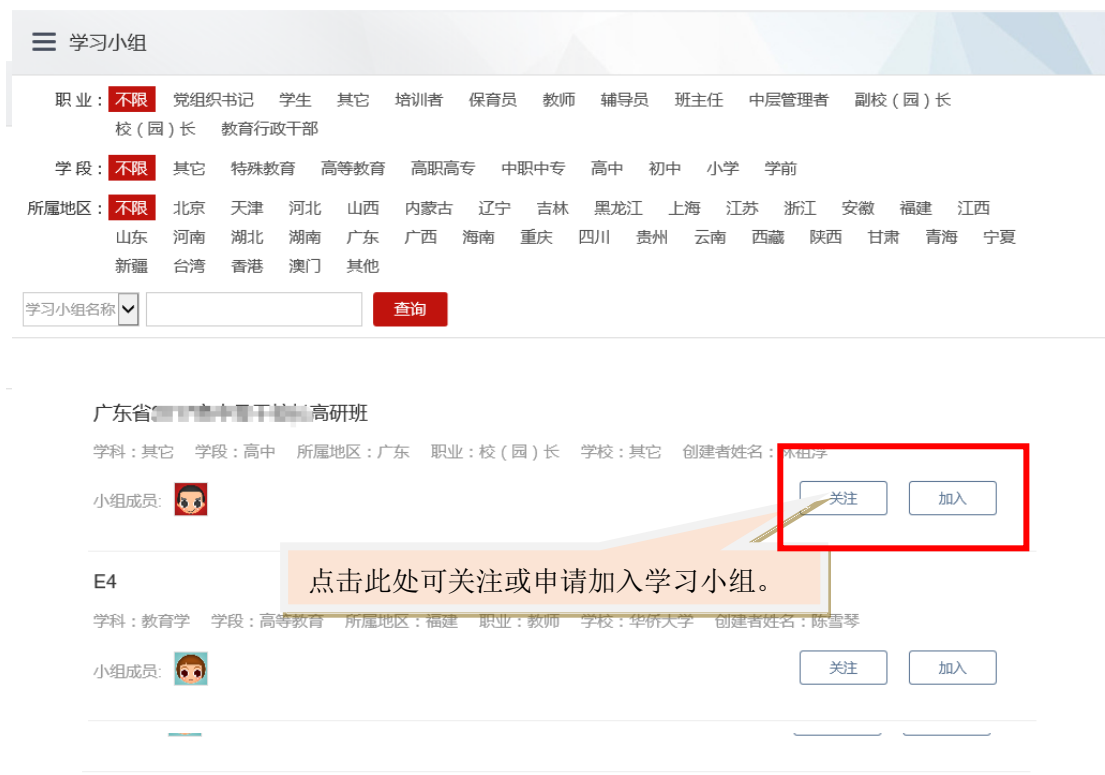 学习小组
职 业：不限 党组织书记 学生 其它 培训者 保育员 教师 辅导员 班主任 中层管理者 副校（园）长
校（园）长 教育行政干部
学 段：不限 其它 特殊教育 高等教育 高职高专 中职中专 高中 初中 小学 学前
所属地区：不限 北京 天津 河北 山西 内蒙古 辽宁 吉林 黑龙江 上海 江苏 浙江 安徽 福建 江西
山东 河南 湖北 湖南 广东 广西 海南 重庆 四川 贵州 云南 西藏 陕西 甘肃 青海 宁夏
新疆 台湾 香港 澳门 其他
学习小组名称 查询
广东省 高研班
学科：其它 学段：高中 所属地区：广东 职业：校（园）长 学校：其它 创建者姓名：
小组成员: 关注 加入
点击此处可关注或申请加入学习小组。
E4
学科：教育学 学段：高等教育 所属地区：福建 职业：教师 学校：华侨大学 创建者姓名：陈雪琴
小组成员: 关注 加入